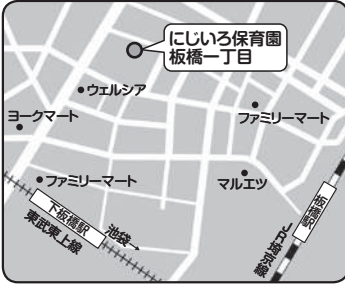 にじいろ保育園
板橋一丁目
ウェルシア
ヨークマート
ファミリーマート
ファミリーマート
マルエツ
下板橋駅
池袋
東武東上線
板橋駅
JR埼京線